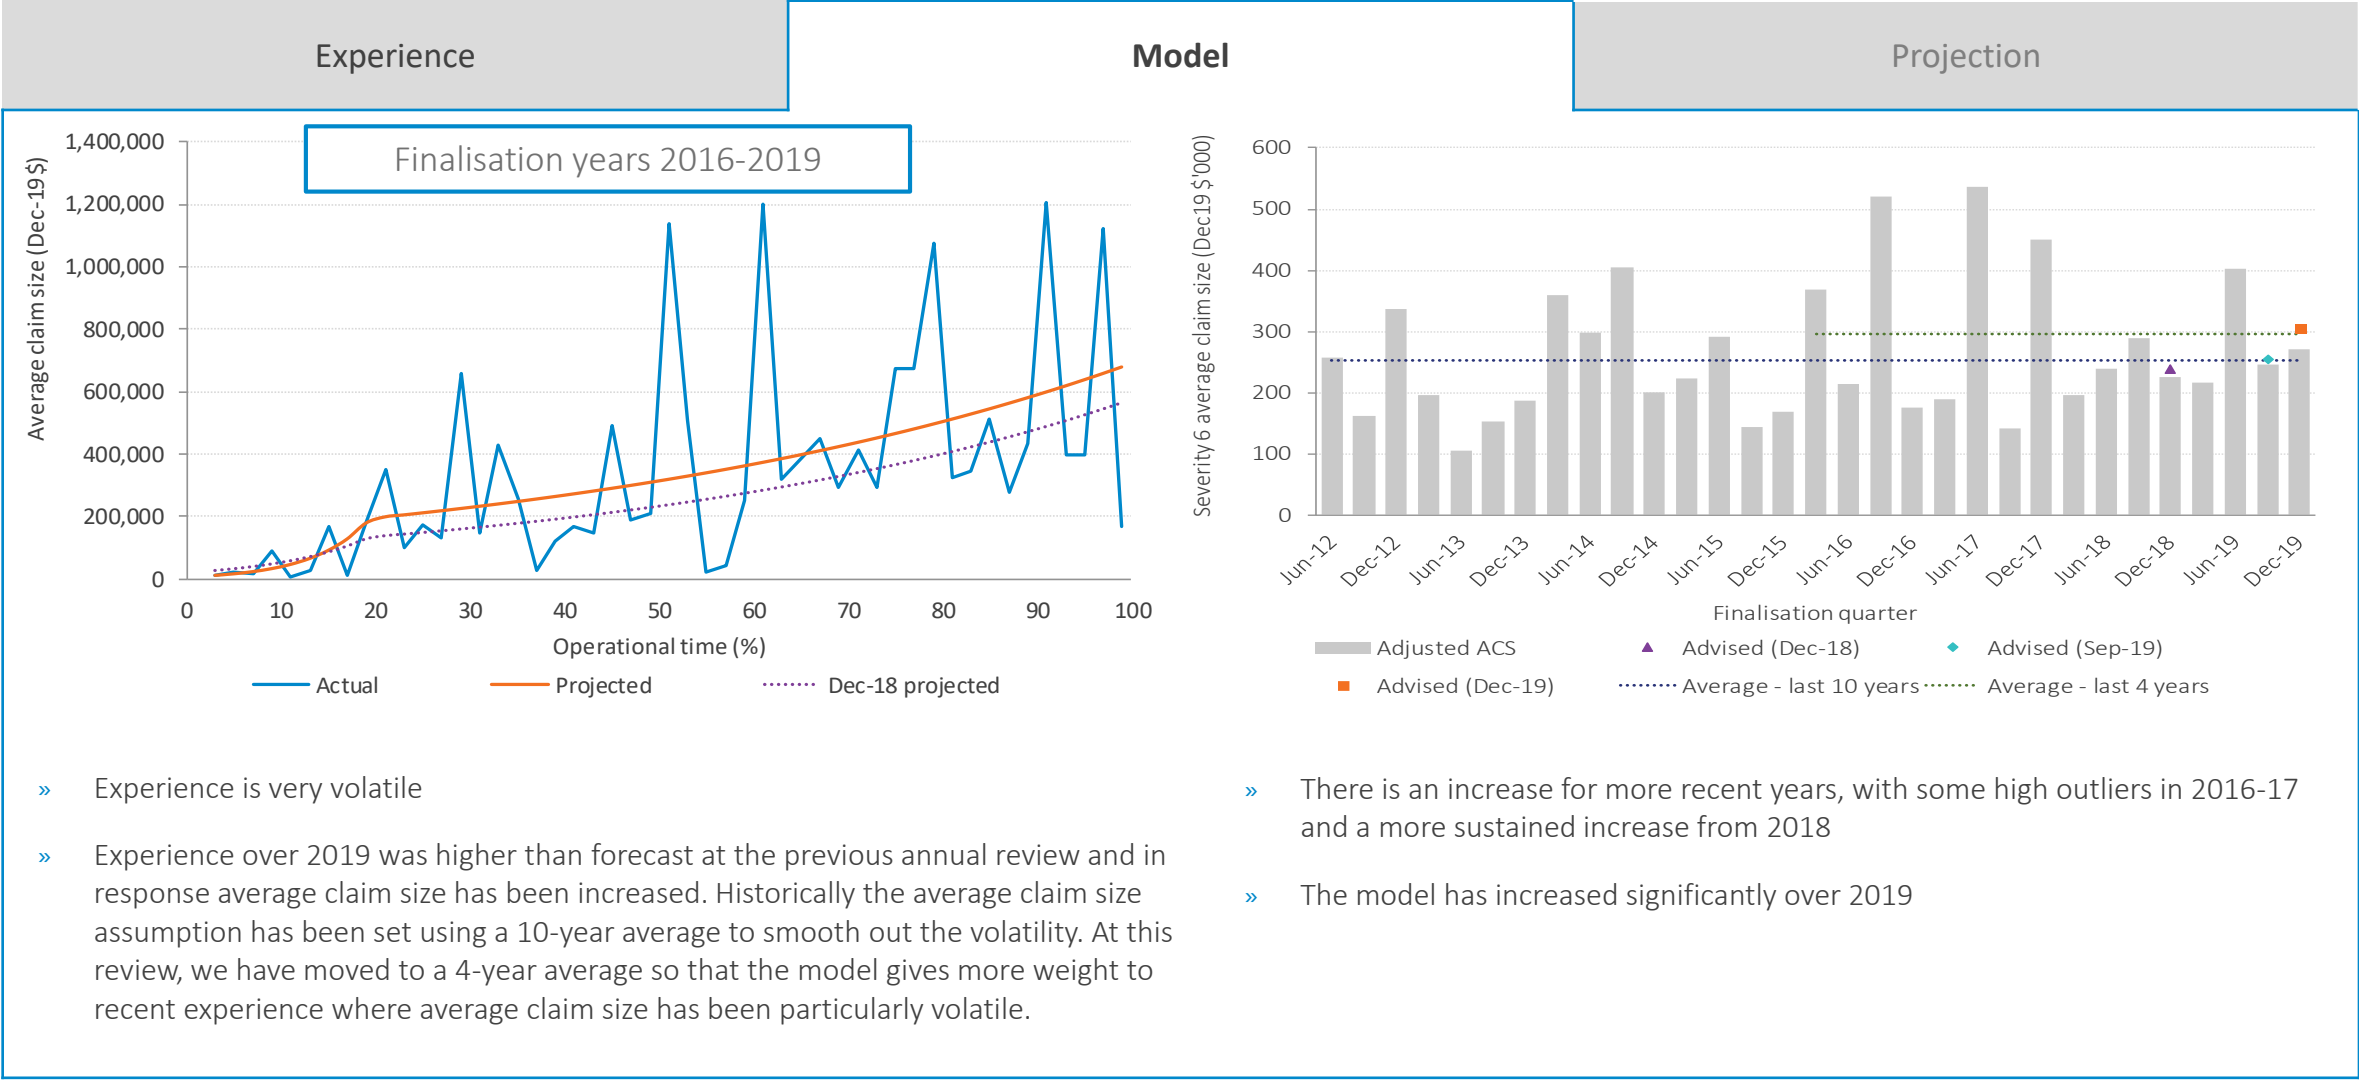 Experience
Model
Projection
Average claim size (Dec-19 $)
1,400,000
1,200,000
1,000,000
800,000
600,000
400,000
200,000
0
Finalisation years 2016-2019
0 10 20 30 40 50 60 70 80 90 100
Operational time (%)
Actual
Projected
Dec-18 projected
Severity 6 average claim size (Dec19 $'000)
600
500
400
300
200
100
0
Jun-12 Dec-12 Jun-13 Dec-13 Jun-14 Dec-14 Jun-15 Dec-15 Jun-16 Dec-16 Jun-17 Dec-17 Jun-18 Dec-18 Jun-19 Dec-19
Finalisation quarter
Adjusted ACS
Advised (Dec-18)
Advised (Sep-19)
Advised (Dec-19)
Average - last 10 years
Average - last 4 years
» Experience is very volatile
» Experience over 2019 was higher than forecast at the previous annual review and in
response average claim size has been increased. Historically the average claim size
assumption has been set using a 10-year average to smooth out the volatility. At this
review, we have moved to a 4-year average so that the model gives more weight to
recent experience where average claim size has been particularly volatile.
» There is an increase for more recent years, with some high outliers in 2016-17
and a more sustained increase from 2018
» The model has increased significantly over 2019